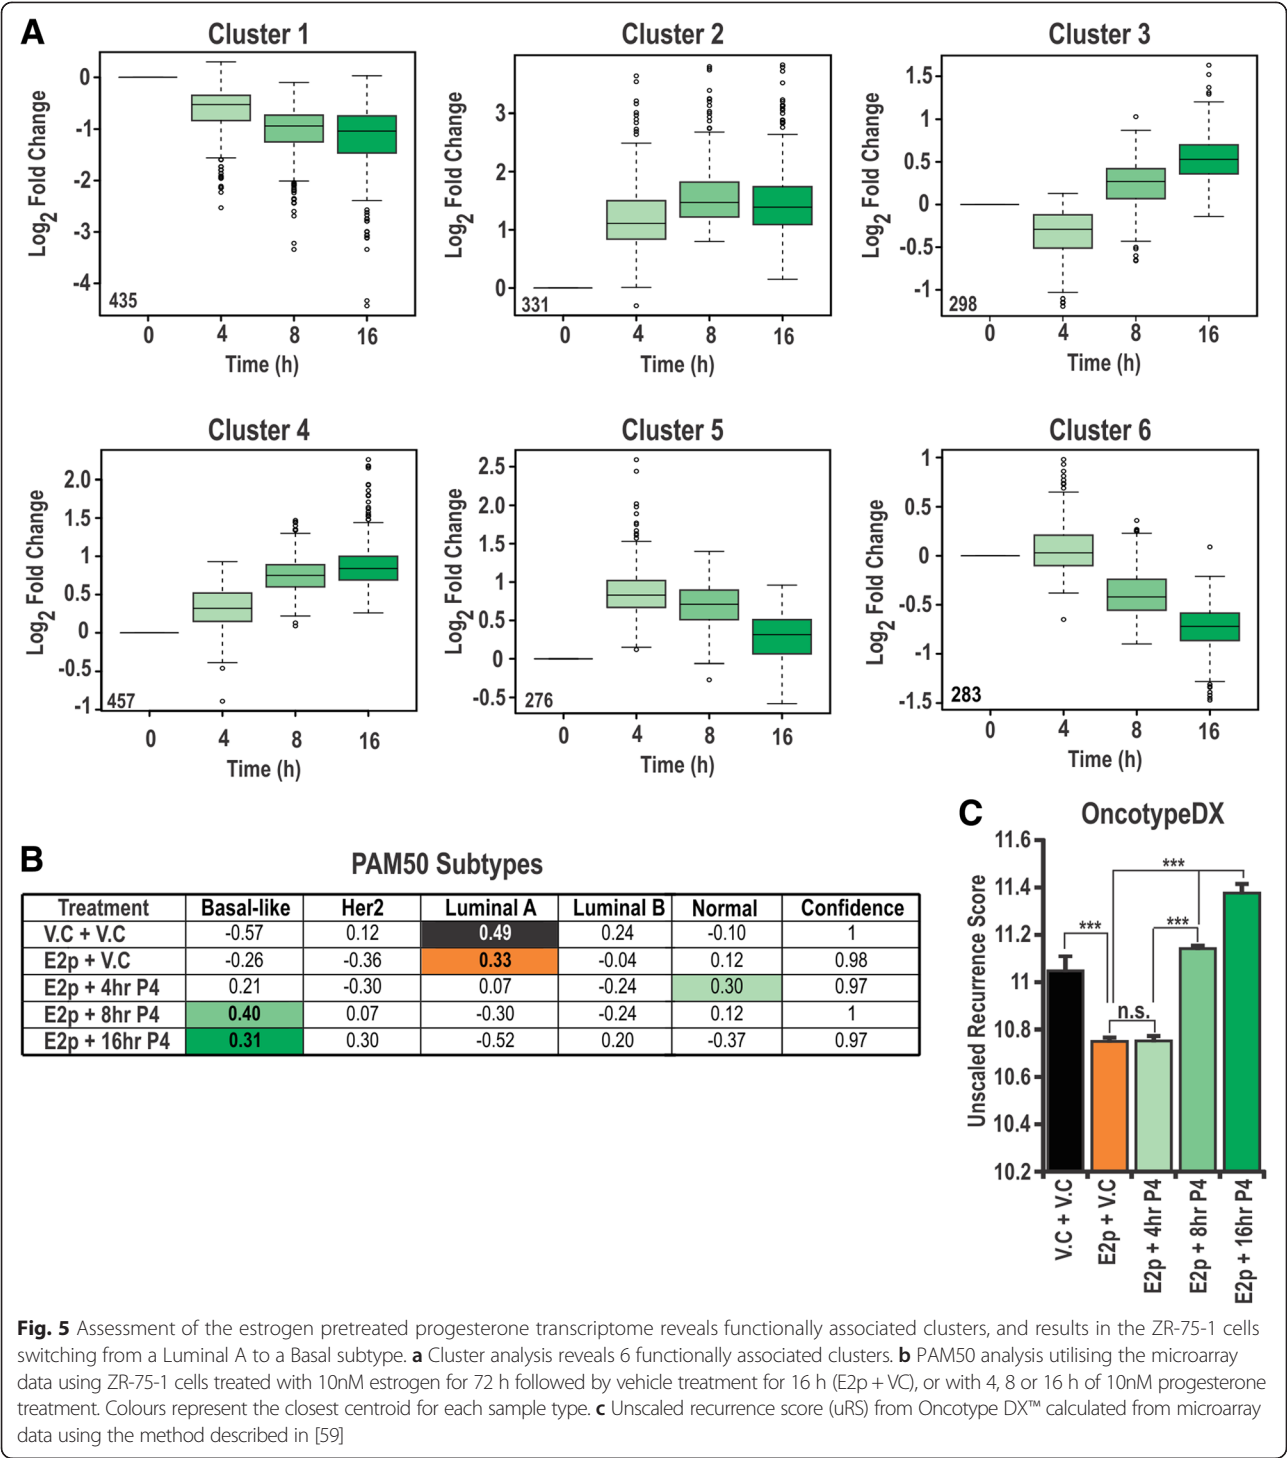 A
Cluster 1
Log2 Fold Change
0
-1
-2
-3
-4
435
0 4 8 16
Time (h)
Cluster 2
Log2 Fold Change
3
2
1
0
331
0 4 8 16
Time (h)
Cluster 3
Log2 Fold Change
1.5
1
0.5
0
-0.5
-1
298
0 4 8 16
Time (h)
Cluster 4
Log2 Fold Change
2.0
1.5
1
0.5
0
-0.5
-1
457
0 4 8 16
Time (h)
Cluster 5
Log2 Fold Change
2.5
2.0
1.5
1
0.5
0
-0.5
276
0 4 8 16
Time (h)
Cluster 6
Log2 Fold Change
1
0.5
0
-0.5
-1
-1.5
283
0 4 8 16
Time (h)
B
PAM50 Subtypes
Treatment Basal-like Her2 Luminal A Luminal B Normal Confidence
V.C + V.C -0.57 0.12 0.49 0.24 -0.10 1
E2p + V.C -0.26 -0.36 0.33 -0.04 0.12 0.98
E2p + 4hr P4 0.21 -0.30 0.07 -0.24 0.30 0.97
E2p + 8hr P4 0.40 0.07 -0.30 -0.24 0.12 1
E2p + 16hr P4 0.31 0.30 -0.52 0.20 -0.37 0.97
C
OncotypeDX
Unscaled Recurrence Score
11.6
11.4
11.2
11
10.8
10.6
10.4
10.2
***
***
***
n.s.
V.C + V.C
E2p + V.C
E2p + 4hr P4
E2p + 8hr P4
E2p + 16hr P4
Fig. 5 Assessment of the estrogen pretreated progesterone transcriptome reveals functionally associated clusters, and results in the ZR-75-1 cells
switching from a Luminal A to a Basal subtype. a Cluster analysis reveals 6 functionally associated clusters. b PAM50 analysis utilising the microarray
data using ZR-75-1 cells treated with 10nM estrogen for 72 h followed by vehicle treatment for 16 h (E2p + VC), or with 4, 8 or 16 h of 10nM progesterone
treatment. Colours represent the closest centroid for each sample type. c Unscaled recurrence score (uRS) from Oncotype DX™ calculated from microarray
data using the method described in [59]